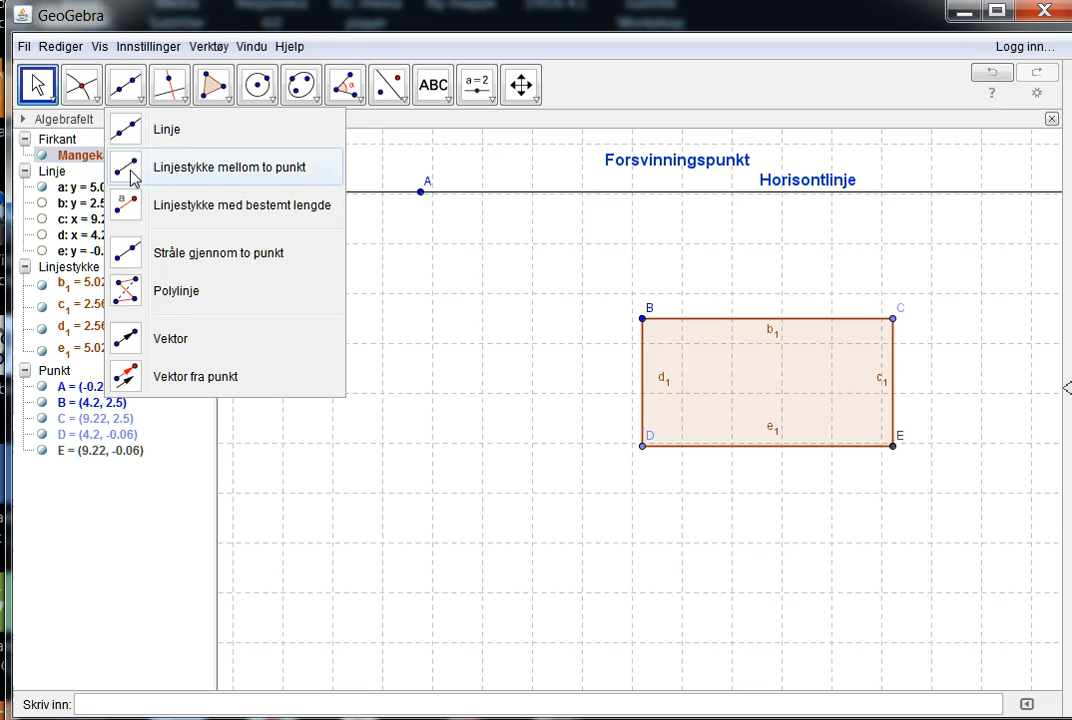 GeoGebra
Fil Rediger Vis Innstillinger Verktøy Vindu Hjelp Logg inn...
ABC a=2
Algebrafelt
Firkant
Mangeka
Linje
a: y = 5.0
b: y = 2.5
c: x = 9.2
d: x = 4.2
e: y = -0.
Linjestykke
b1 = 5.02
c1 = 2.56
d1 = 2.56
e1 = 5.02
Punkt
A = (-0.2
B = (4.2, 2.5)
C = (9.22, 2.5)
D = (4.2, -0.06)
E = (9.22, -0.06)
Linje
Linjestykke mellom to punkt
a
Linjestykke med bestemt lengde
Stråle gjennom to punkt
Polylinje
Vektor
Vektor fra punkt
Forsvinningspunkt
Horisontlinje
A
B
C
b1
d1
c1
e1
D
E
Skriv inn: